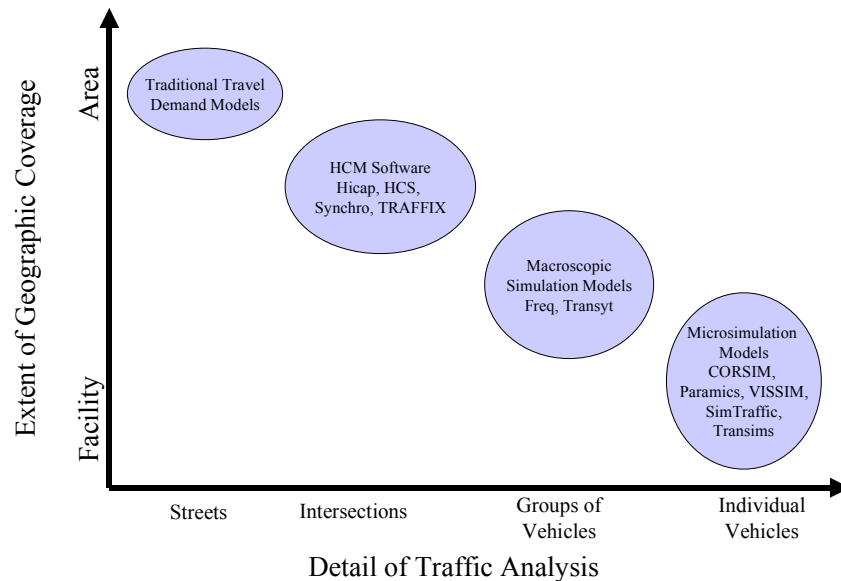 Extent of Geographic Coverage
Area
Facility
Traditional Travel
Demand Models
HCM Software
Hicap, HCS,
Synchro, TRAFFIX
Macroscopic
Simulation Models
Freq, Transyt
Microsimulation
Models
CORSIM,
Paramics, VISSIM,
SimTraffic,
Transims
Streets
Intersections
Groups of
Vehicles
Individual
Vehicles
Detail of Traffic Analysis